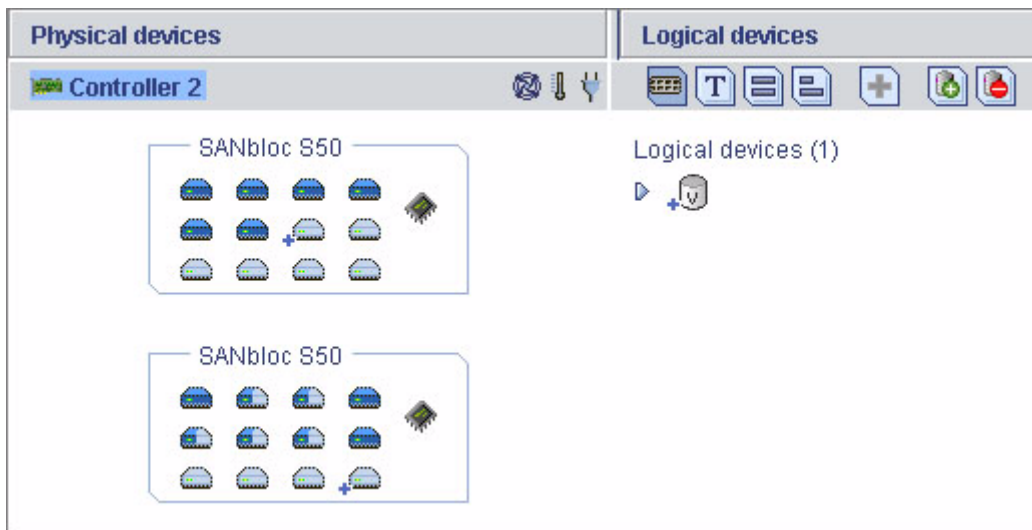 Physical devices
Logical devices
Controller 2
T
SANbloc S50
Logical devices (1)
V
SANbloc S50